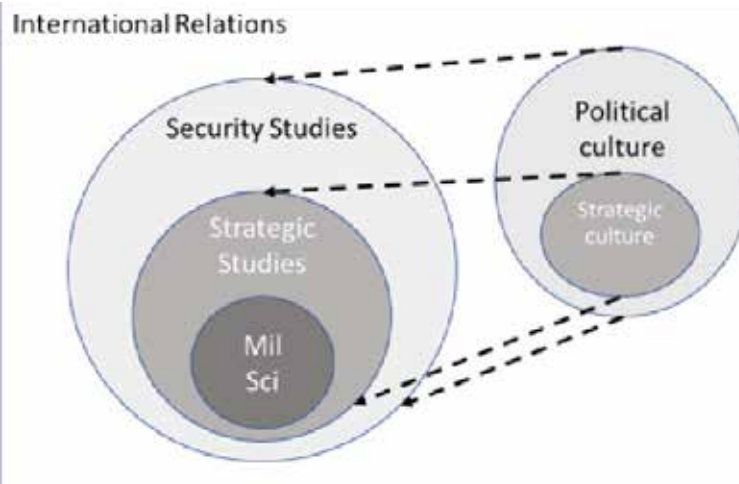 International Relations
Security Studies
Political
culture
Strategic
Studies
Strategic
culture
Mil
Sci